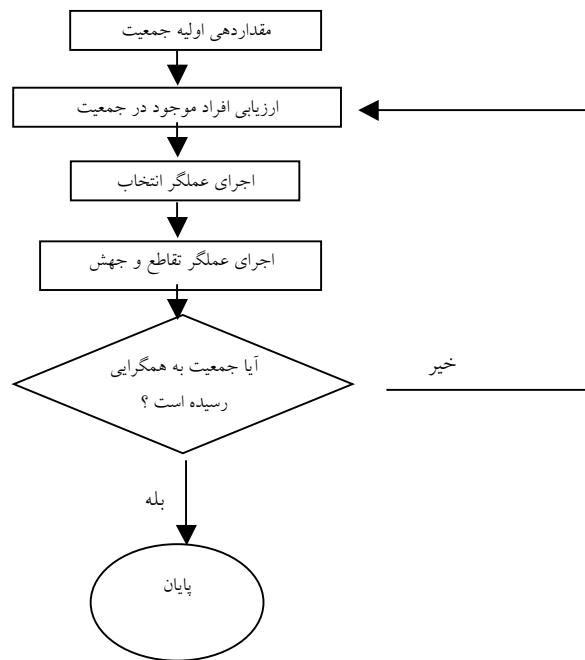 مقداردهی اولیه جمعیت
ارزیابی افراد موجود در جمعیت
اجرای عملگر انتخاب
اجرای عملگر تقاطع و جهش
آیا جمعیت به همگرایی
رسیده است ؟
خیر
بله
پایان